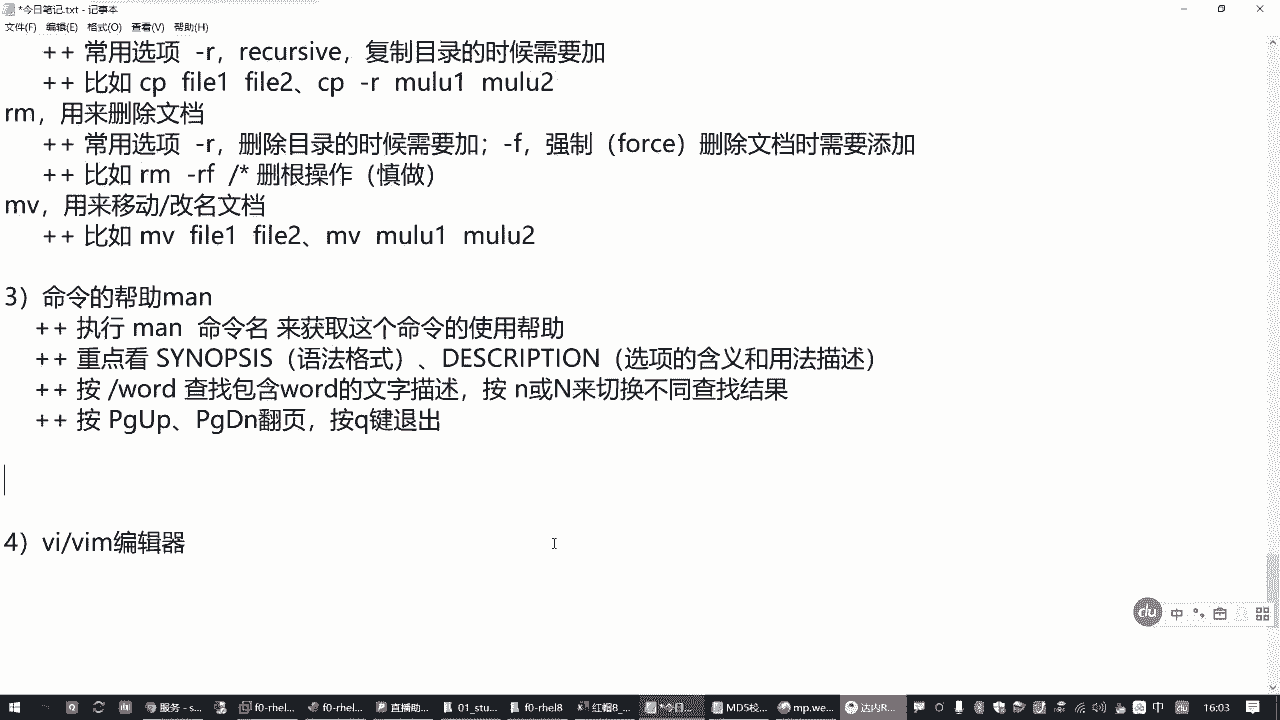 *今日笔记.txt - 记事本
文件(F) 编辑(E) 格式(O) 查看(V) 帮助(H)
++ 常用选项 -r，recursive，复制目录的时候需要加
++ 比如 cp file1 file2、cp -r mulu1 mulu2
rm，用来删除文档
++ 常用选项 -r，删除目录的时候需要加；-f，强制（force）删除文档时需要添加
++ 比如 rm -rf /* 删根操作（慎做）
mv，用来移动/改名文档
++ 比如 mv file1 file2、mv mulu1 mulu2
3）命令的帮助man
++ 执行 man 命令名 来获取这个命令的使用帮助
++ 重点看 SYNOPSIS（语法格式）、DESCRIPTION（选项的含义和用法描述）
++ 按 /word 查找包含word的文字描述，按 n或N来切换不同查找结果
++ 按 PgUp、PgDn翻页，按q键退出
4）vi/vim编辑器
du 中
服务 - s... f0-rhel... f0-rhel... 直播助... 01_stu... f0-rhel8 红帽8_... *今日... MD5校... mp.we... 达内R... 中 16:03